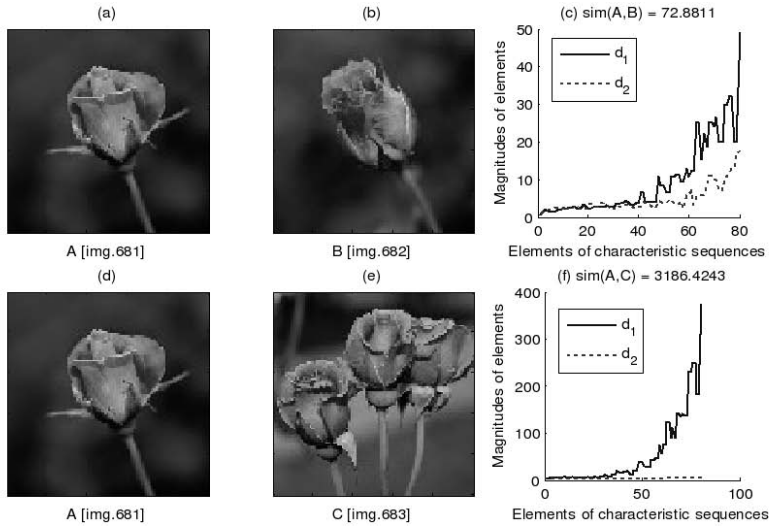 (a)
(b)
(c) sim(A,B) = 72.8811
A [img.681]
B [img.682]
50
40
30
20
10
0
0 20 40 60 80
Magnitudes of elements
d1
d2
Elements of characteristic sequences
(d)
(e)
(f) sim(A,C) = 3186.4243
A [img.681]
C [img.683]
400
300
200
100
0
0 50 100
Magnitudes of elements
d1
d2
Elements of characteristic sequences